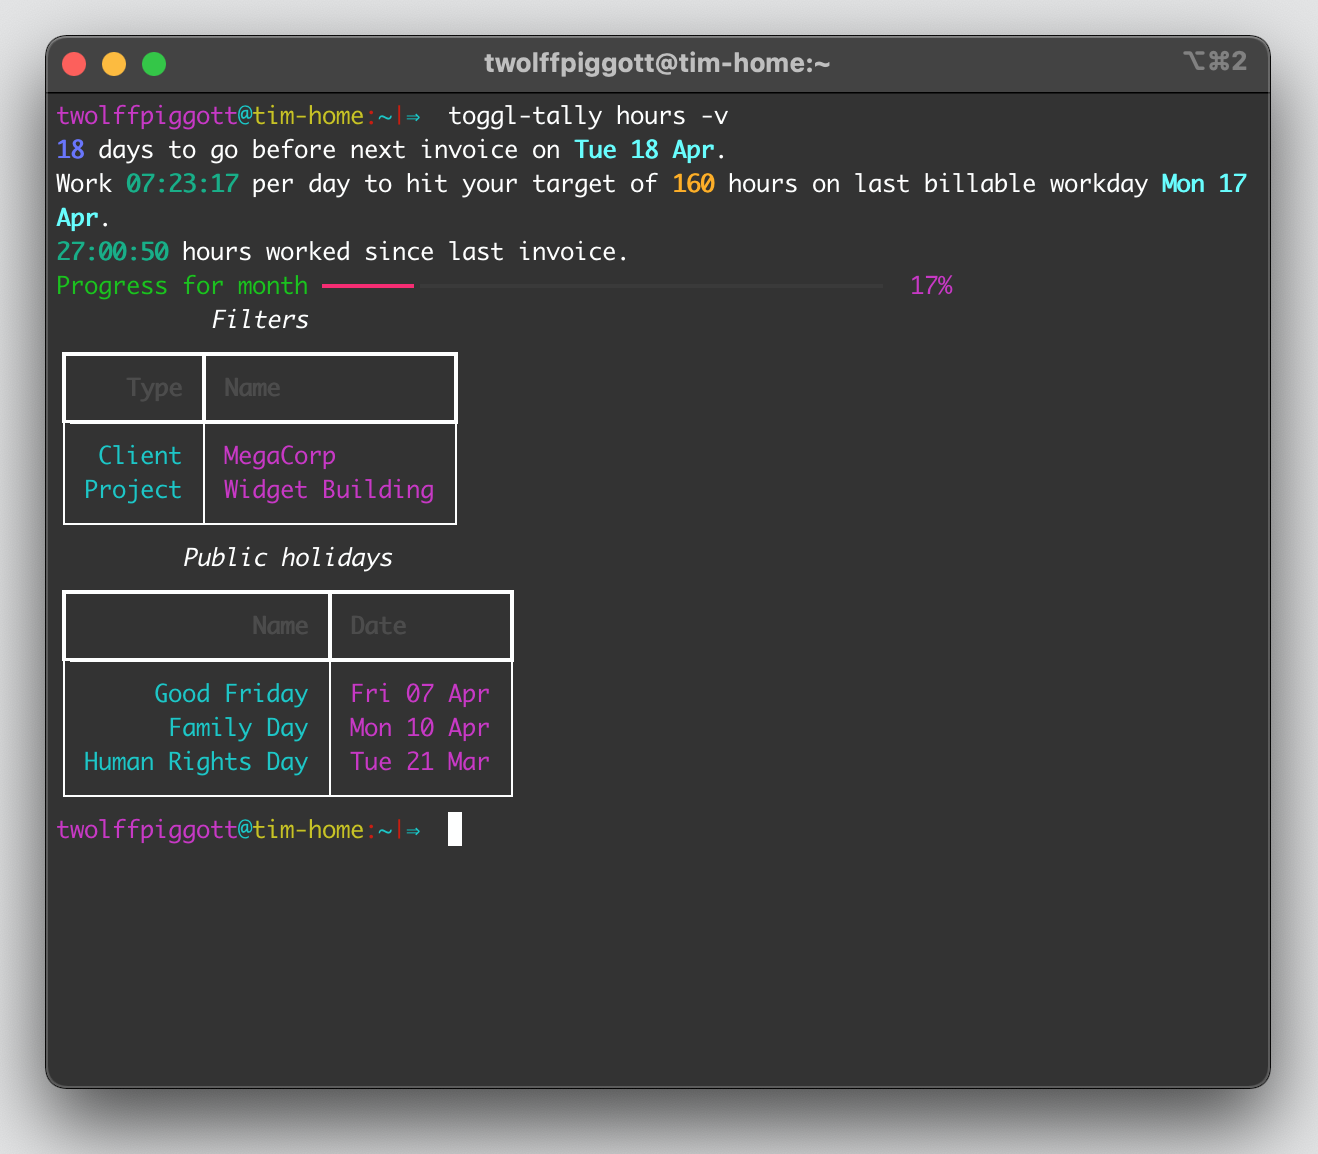 twolffpiggott@tim-home:~
⌥⌘2
twolffpiggott@tim-home:~|⇒  toggl-tally hours -v
18 days to go before next invoice on Tue 18 Apr.
Work 07:23:17 per day to hit your target of 160 hours on last billable workday Mon 17
Apr.
27:00:50 hours worked since last invoice.
Progress for month 17%
Filters
Type Name
Client MegaCorp
Project Widget Building
Public holidays
Name Date
Good Friday Fri 07 Apr
Family Day Mon 10 Apr
Human Rights Day Tue 21 Mar
twolffpiggott@tim-home:~|⇒